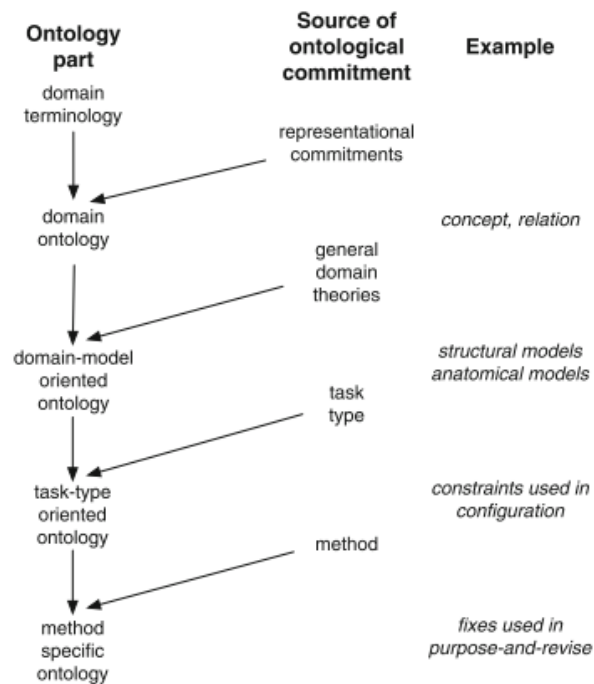 Ontology
part
Source of
ontological
commitment
Example
domain
terminology
representational
commitments
domain
ontology
concept, relation
general
domain
theories
domain-model
oriented
ontology
structural models
anatomical models
task
type
task-type
oriented
ontology
constraints used in
configuration
method
method
specific
ontology
fixes used in
purpose-and-revise